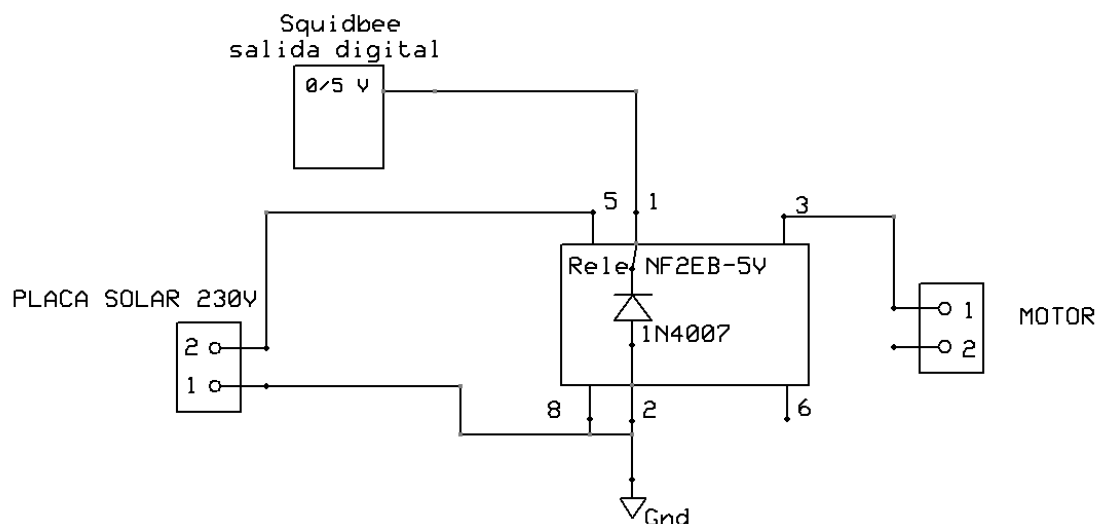 Squidbee
salida digital
0/5 V
5
1
3
Rele NF2EB-5V
PLACA SOLAR 230V
1N4007
1
MOTOR
2
2
1
8
2
6
Gnd